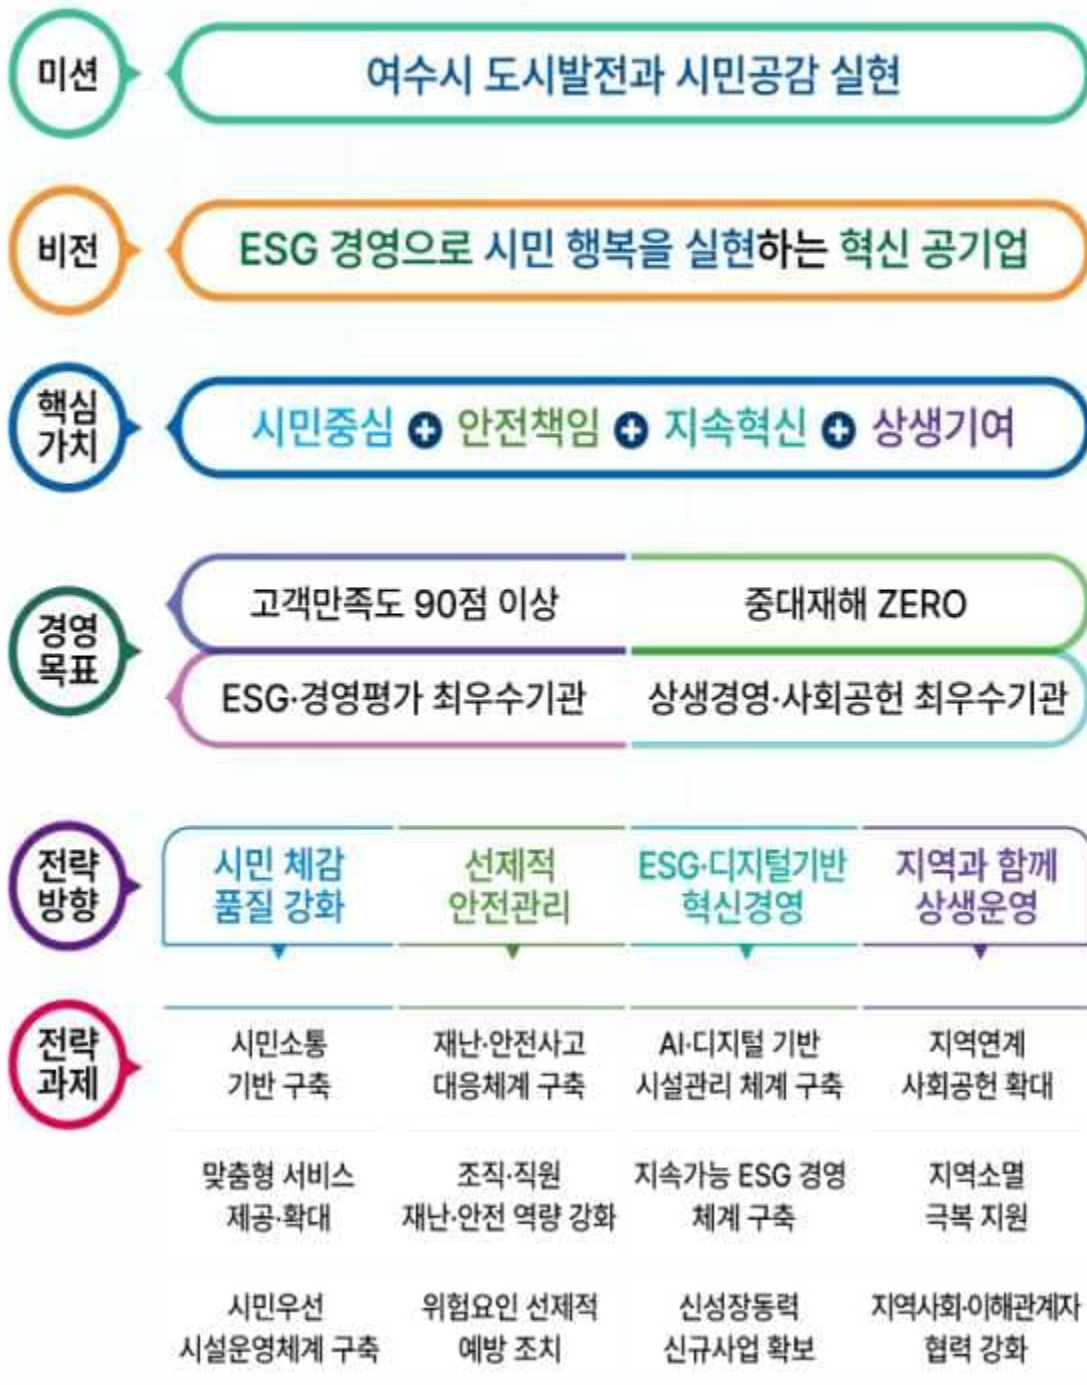 미션
여수시 도시발전과 시민공감 실현
비전
ESG 경영으로 시민 행복을 실현하는 혁신 공기업
핵심
가치
시민중심 + 안전책임 + 지속혁신 + 상생기여
경영
목표
고객만족도 90점 이상
중대재해 ZERO
ESG·경영평가 최우수기관
상생경영·사회공헌 최우수기관
전략
방향
시민 체감
품질 강화
선제적
안전관리
ESG·디지털기반
혁신경영
지역과 함께
상생운영
전략
과제
시민소통
기반 구축
재난·안전사고
대응체계 구축
AI·디지털 기반
시설관리 체계 구축
지역연계
사회공헌 확대
맞춤형 서비스
제공·확대
조직·직원
재난·안전 역량 강화
지속가능 ESG 경영
체계 구축
지역소멸
극복 지원
시민우선
시설운영체계 구축
위험요인 선제적
예방 조치
신성장동력
신규사업 확보
지역사회·이해관계자
협력 강화